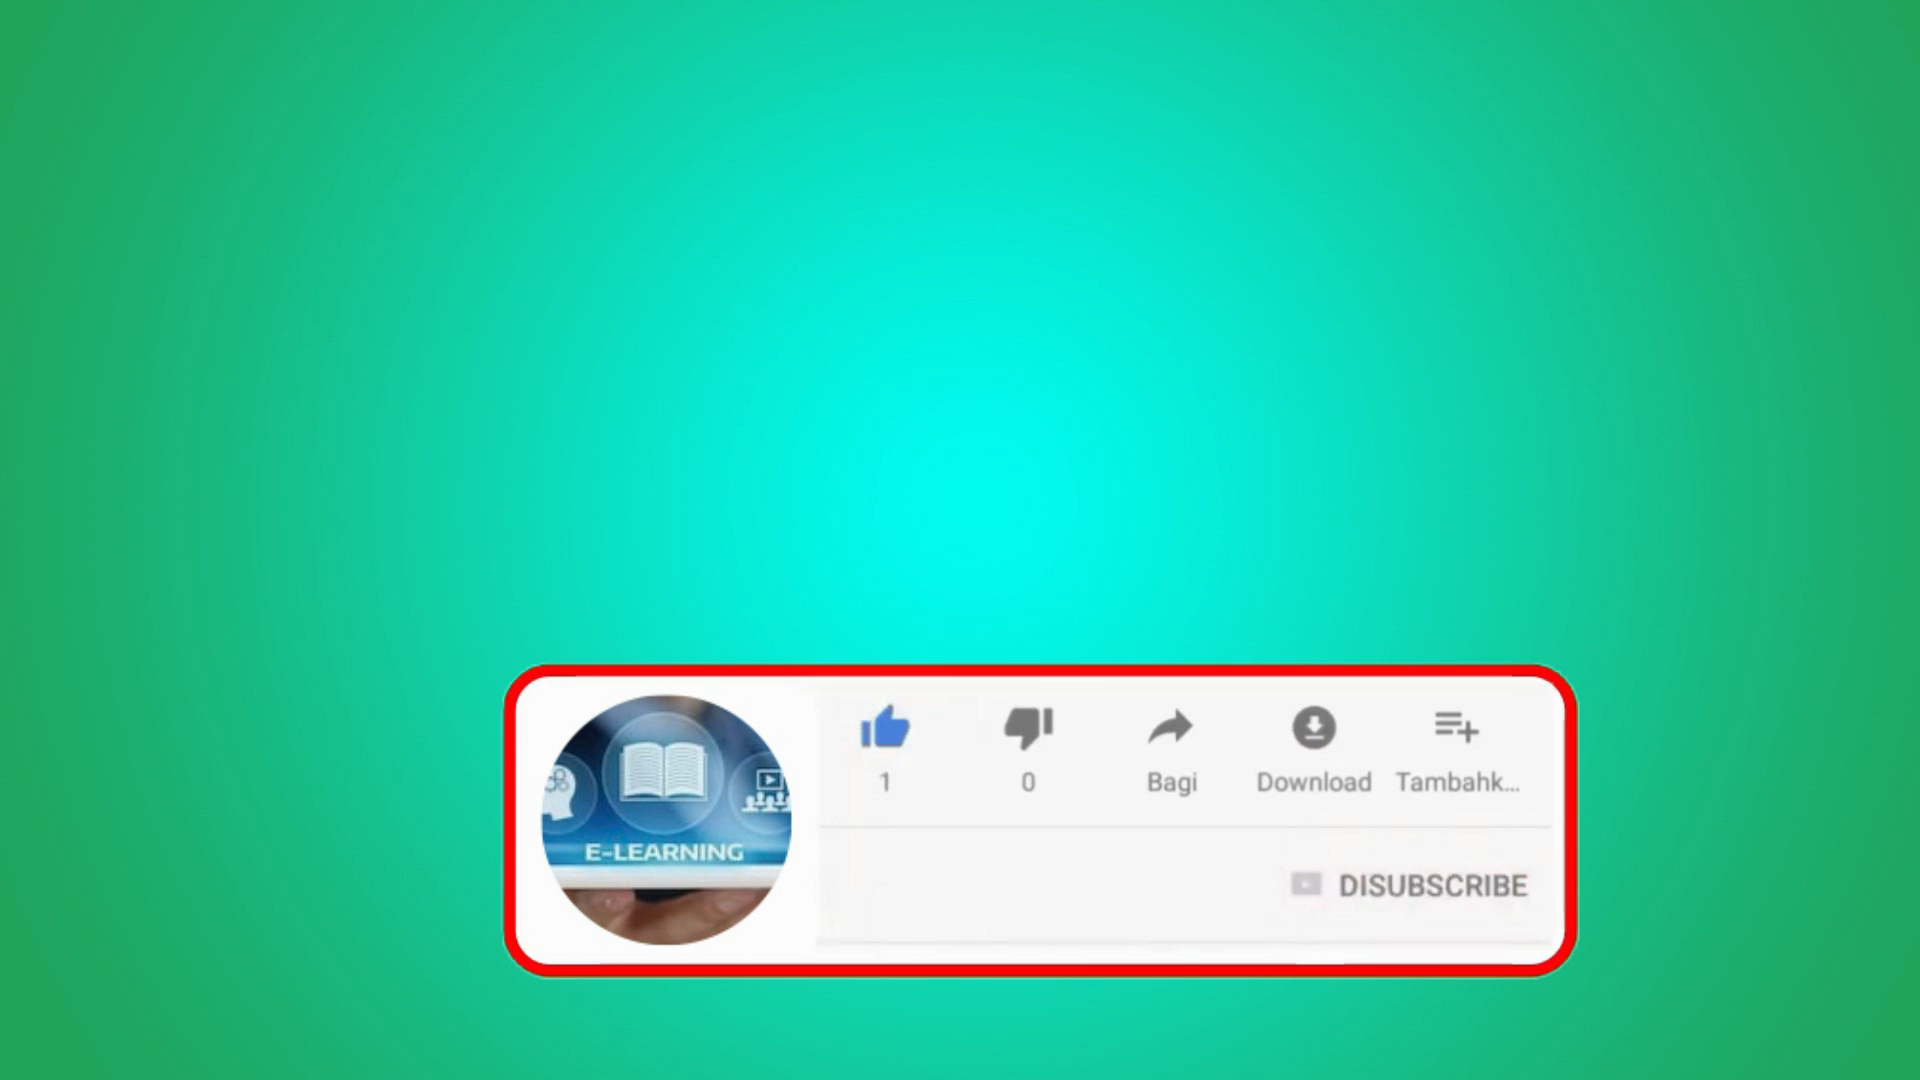 1
0
Bagi
Download
Tambahk...
E-LEARNING
DISUBSCRIBE